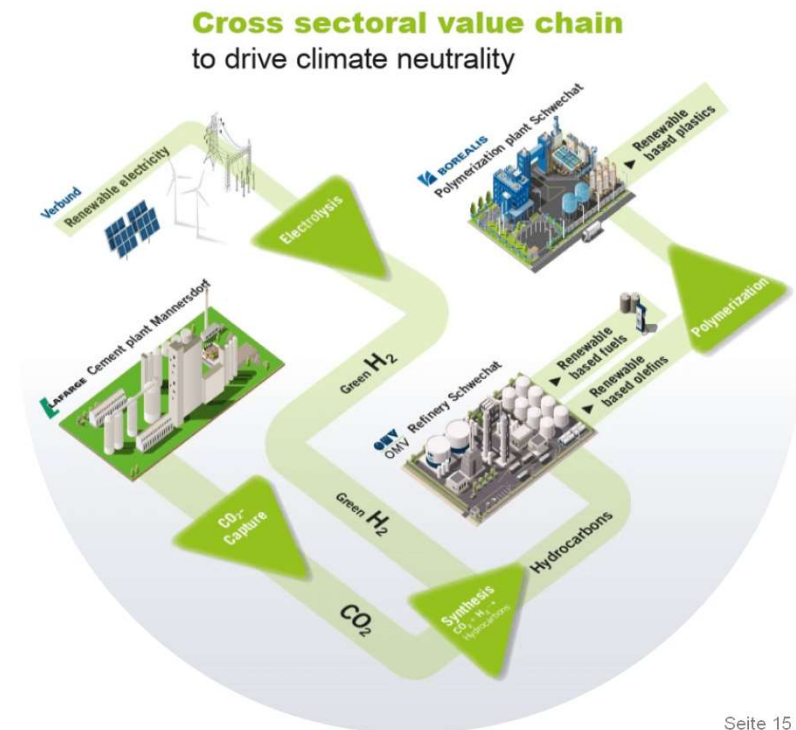 Cross sectoral value chain
to drive climate neutrality
Verbund
Renewable electricity
Electrolysis
BOREALIS
Polymerization plant Schwechat
Renewable
based plastics
Polymerization
LAFARGE Cement plant Mannersdorf
Green H₂
OMV
OMV Refinery Schwechat
Renewable
based fuels
Renewable
based olefins
CO₂-
Capture
Green H₂
CO₂
Synthesis
Hydrocarbons
Hydrocarbons
Seite 15